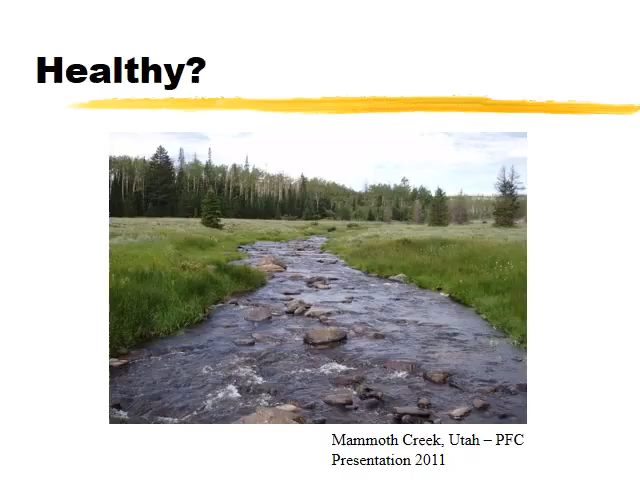 Healthy?
Mammoth Creek, Utah – PFC
Presentation 2011